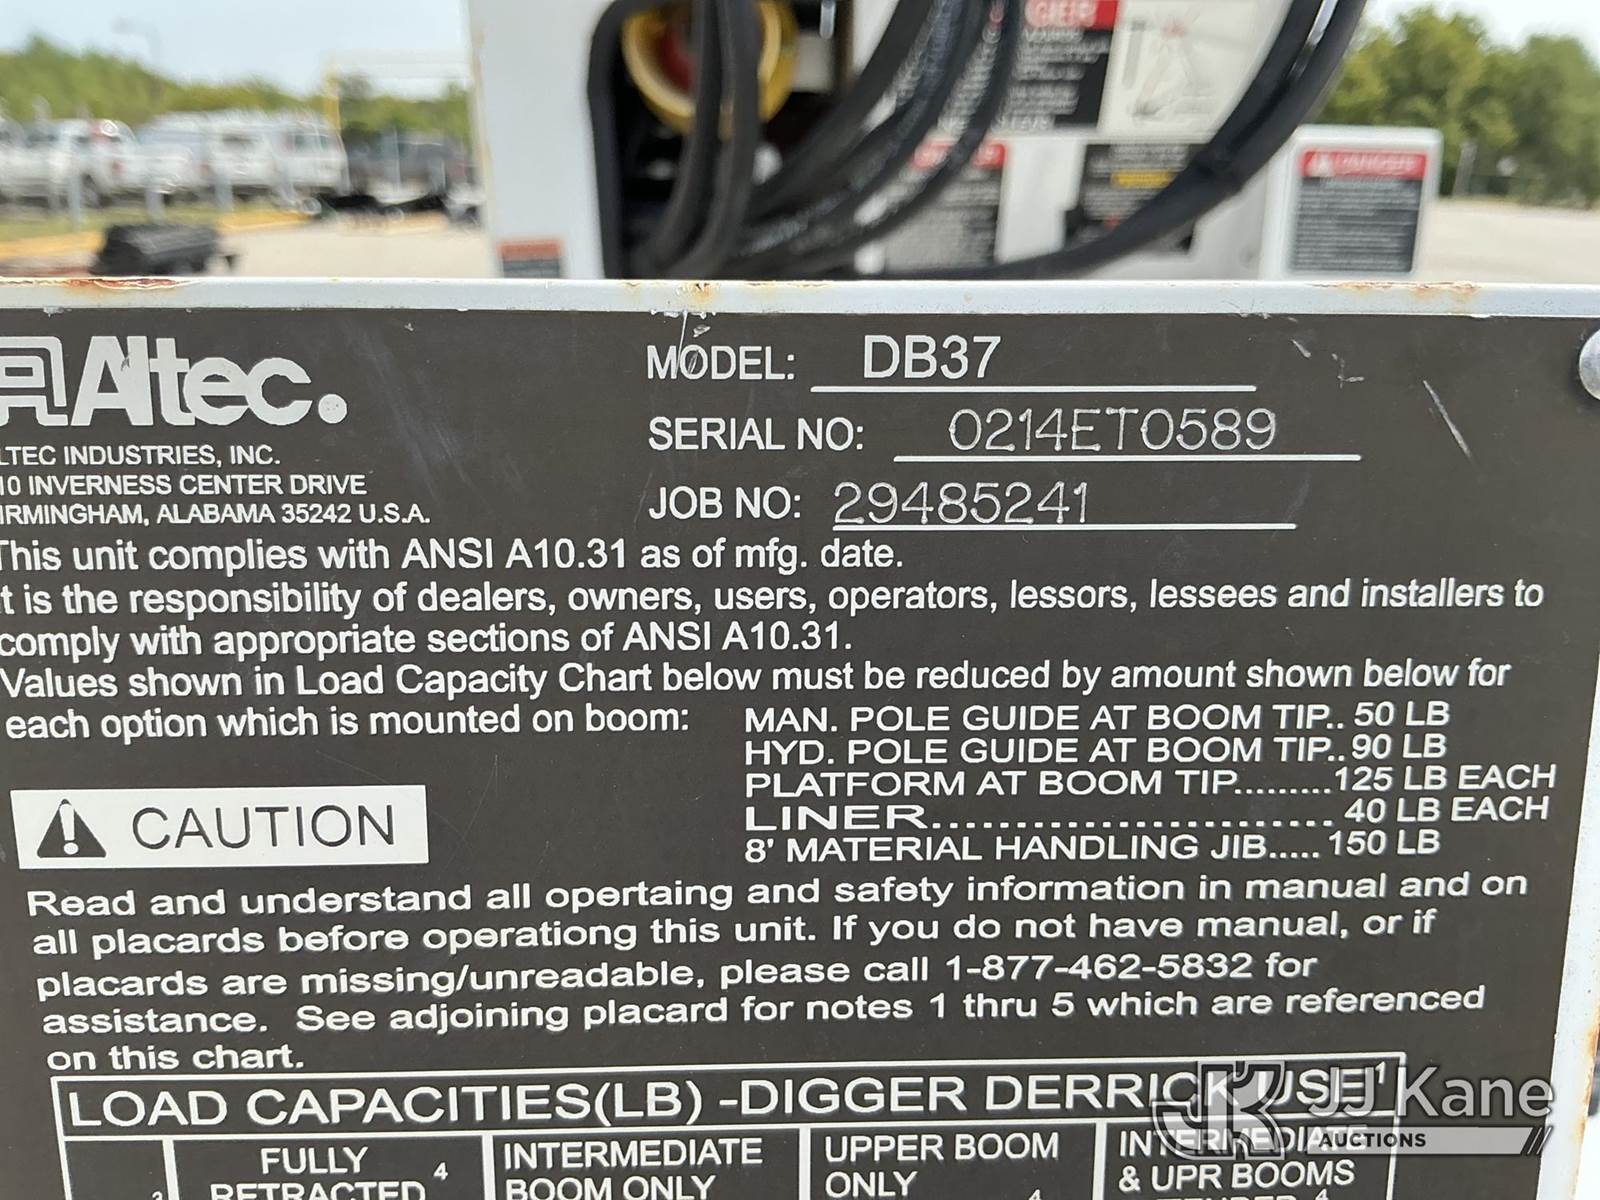 DANGER
Altec.
MODEL: DB37
SERIAL NO: 0214ET0589
JOB NO: 29485241
LTEC INDUSTRIES, INC.
10 INVERNESS CENTER DRIVE
IRMINGHAM, ALABAMA 35242 U.S.A.
This unit complies with ANSI A10.31 as of mfg. date.
t is the responsibility of dealers, owners, users, operators, lessors, lessees and installers to
comply with appropriate sections of ANSI A10.31.
Values shown in Load Capacity Chart below must be reduced by amount shown below for
each option which is mounted on boom:
MAN. POLE GUIDE AT BOOM TIP.. 50 LB
HYD. POLE GUIDE AT BOOM TIP.. 90 LB
PLATFORM AT BOOM TIP.........125 LB EACH
LINER........................ 40 LB EACH
8' MATERIAL HANDLING JIB..... 150 LB
CAUTION
Read and understand all opertaing and safety information in manual and on
all placards before operationg this unit. If you do not have manual, or if
placards are missing/unreadable, please call 1-877-462-5832 for
assistance. See adjoining placard for notes 1 thru 5 which are referenced
on this chart.
LOAD CAPACITIES(LB) -DIGGER DERRICK USE1
FULLY
RETRACTED 4
INTERMEDIATE
BOOM ONLY
UPPER BOOM
ONLY 4
INTERMEDIATE
& UPR BOOMS
JJ Kane
AUCTIONS